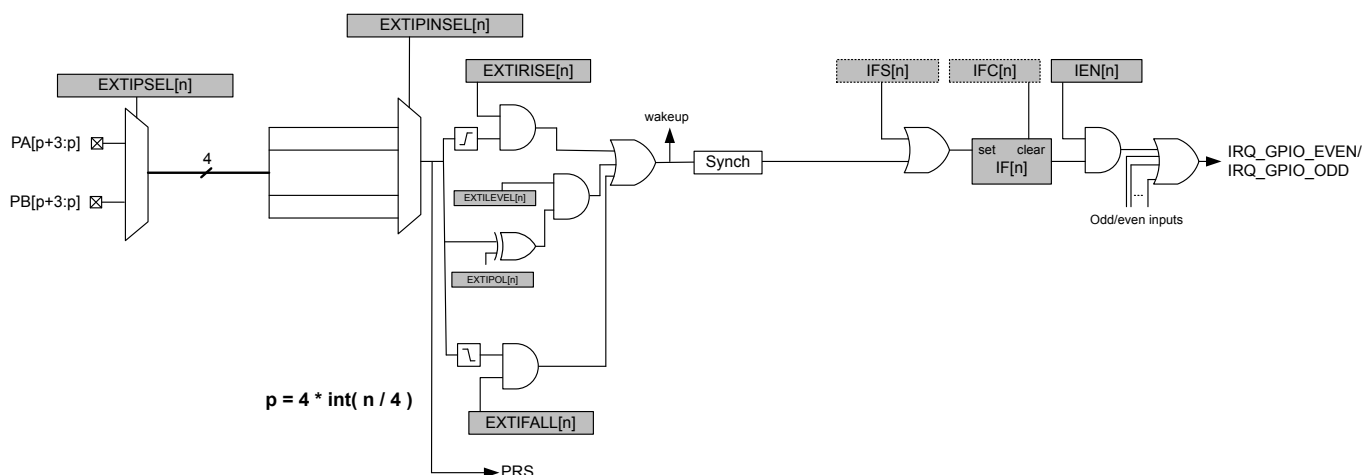 EXTIPINSEL[n]
EXTIPSEL[n]
EXTIRISE[n]
IFS[n]
IFC[n]
IEN[n]
wakeup
PA[p+3:p]
4
Synch
set clear
IF[n]
IRQ_GPIO_EVEN/
IRQ_GPIO_ODD
EXTILEVEL[n]
PB[p+3:p]
...
Odd/even inputs
EXTIPOL[n]
p = 4 * int( n / 4 )
EXTIFALL[n]
PRS